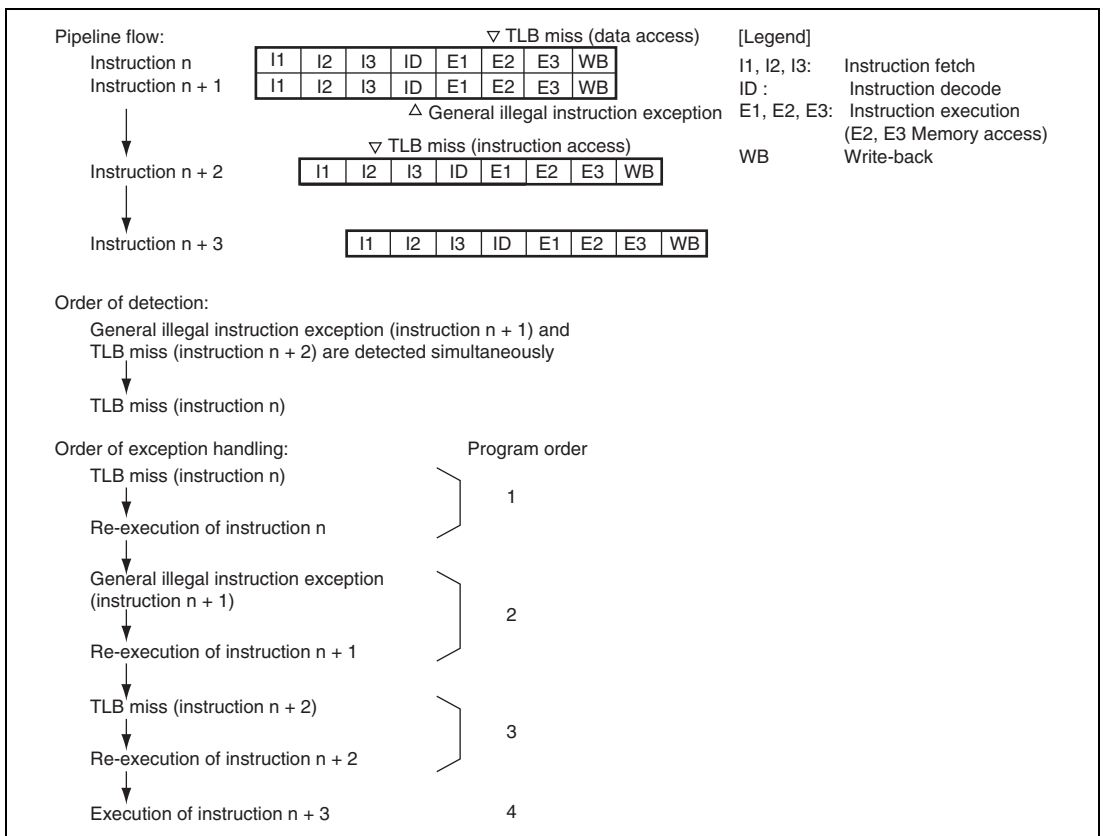 Pipeline flow:
▽ TLB miss (data access)
[Legend]
Instruction n
I1 I2 I3 ID E1 E2 E3 WB
I1, I2, I3: Instruction fetch
Instruction n + 1
I1 I2 I3 ID E1 E2 E3 WB
ID : Instruction decode
△ General illegal instruction exception
E1, E2, E3: Instruction execution
(E2, E3 Memory access)
▽ TLB miss (instruction access)
WB Write-back
Instruction n + 2
I1 I2 I3 ID E1 E2 E3 WB
Instruction n + 3
I1 I2 I3 ID E1 E2 E3 WB
Order of detection:
General illegal instruction exception (instruction n + 1) and
TLB miss (instruction n + 2) are detected simultaneously
TLB miss (instruction n)
Order of exception handling:
Program order
TLB miss (instruction n)
1
Re-execution of instruction n
General illegal instruction exception
(instruction n + 1)
2
Re-execution of instruction n + 1
TLB miss (instruction n + 2)
3
Re-execution of instruction n + 2
Execution of instruction n + 3
4